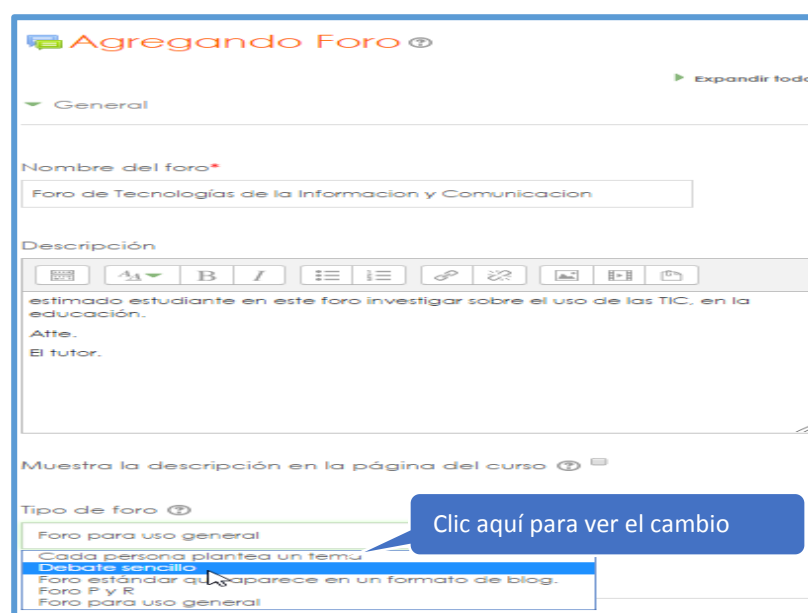 Agregando Foro
Expandir todo
General
Nombre del foro*
Foro de Tecnologías de la Informacion y Comunicacion
Descripción
estimado estudiante en este foro investigar sobre el uso de las TIC, en la
educación.
Atte.
El tutor.
Muestra la descripción en la página del curso
Tipo de foro
Foro para uso general
Clic aquí para ver el cambio
Cada persona plantea un tema
Debate sencillo
Foro estándar que aparece en un formato de blog.
Foro P y R
Foro para uso general